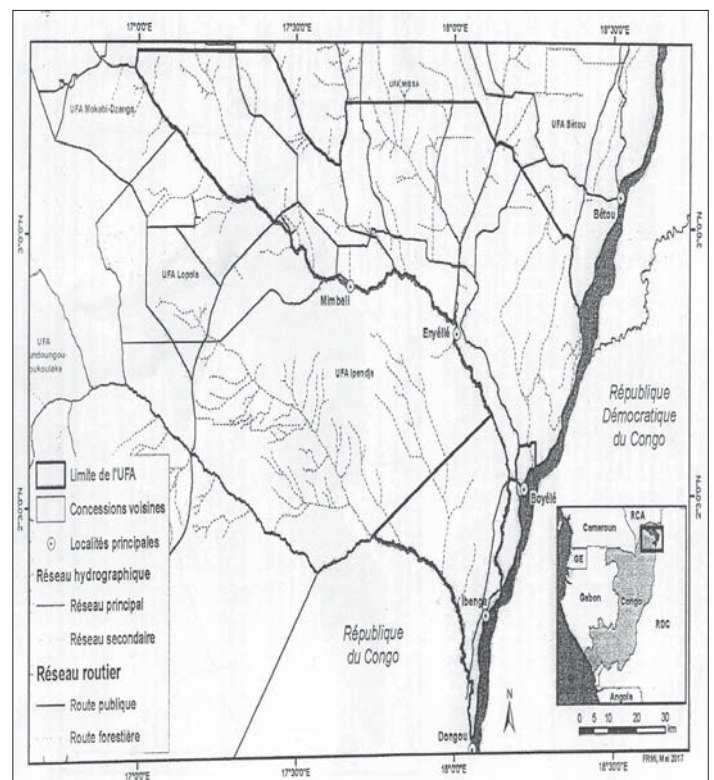 17°0'0"E
17°30'0"E
18°0'0"E
18°30'0"E
UFA Mokabi-Dzanga
UFA MISSA
UFA Bétou
Bétou
3°0'0"N
3°0'0"N
UFA Lopola
Mimbeli
Enyéllé
UFA
UFA Ipendja
République
Démocratique
du Congo
Limite de l'UFA
Concessions voisines
Localités principales
Réseau hydrographique
Réseau principal
Réseau secondaire
Réseau routier
Route publique
Route forestière
2°30'0"N
2°30'0"N
Boyélé
Ibenga
République
du Congo
Dongou
RCA
Cameroun
GE
Gabon
Congo
RDC
Angola
N
0 5 10 20 30
km
FRMi, Mai 2017
17°0'0"E
17°30'0"E
18°0'0"E
18°30'0"E